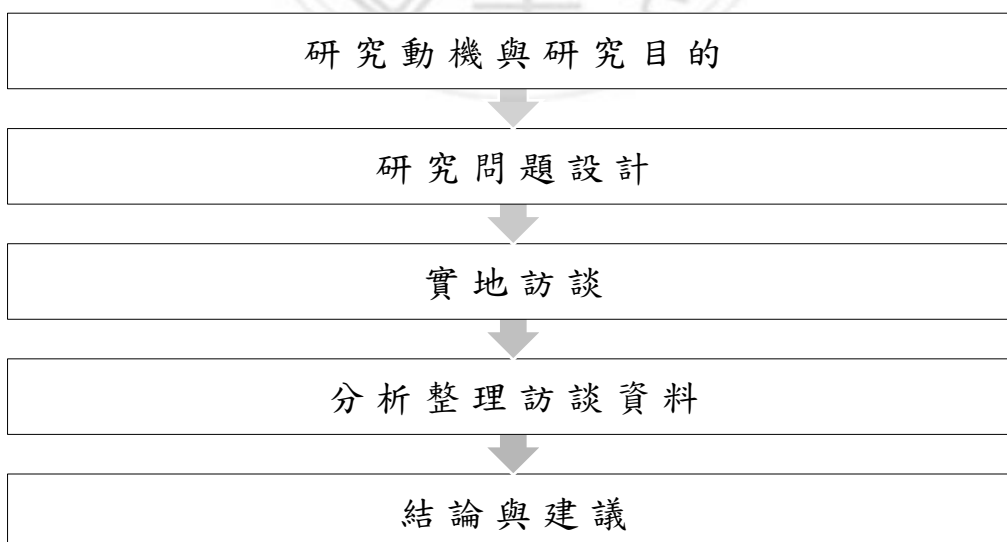 研究動機與研究目的
研究問題設計
實地訪談
分析整理訪談資料
結論與建議